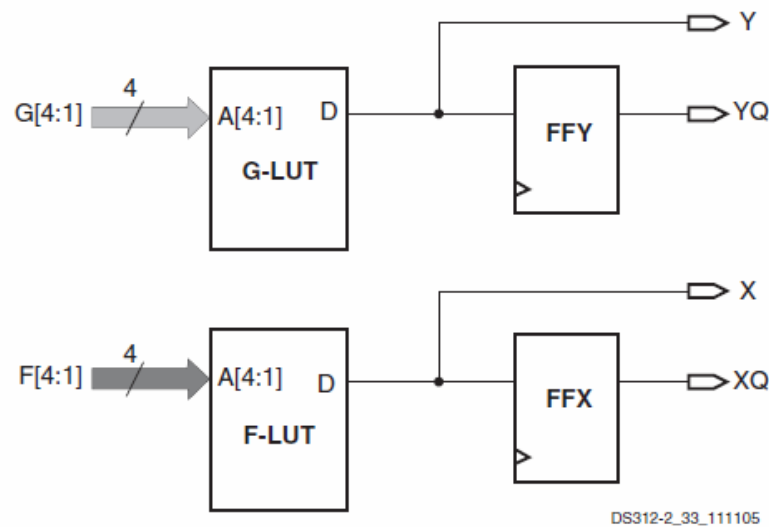 Y
4
G[4:1]
A[4:1] D
YQ
FFY
G-LUT
X
4
F[4:1]
A[4:1] D
XQ
FFX
F-LUT
DS312-2_33_111105